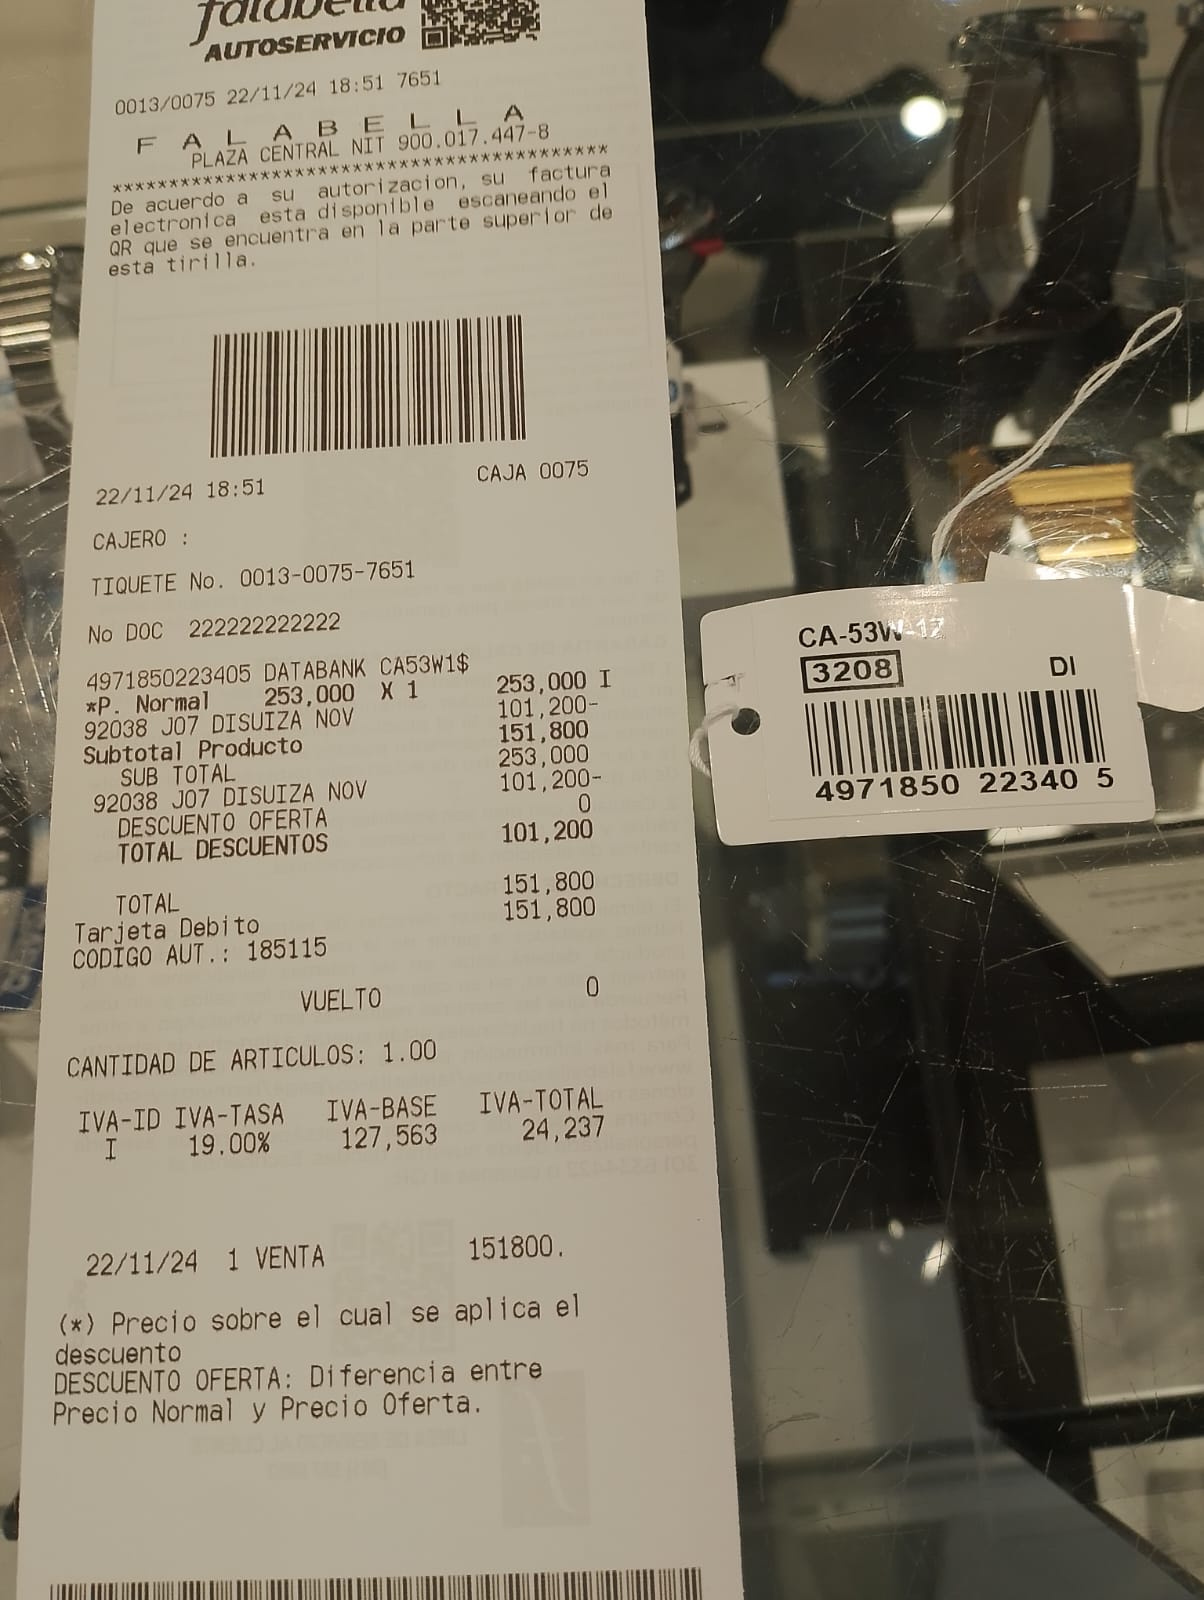 falabella
AUTOSERVICIO
0013/0075 22/11/24 18:51 7651
F A L A B E L L A
PLAZA CENTRAL NIT 900.017.447-8
********************************************
De acuerdo a su autorizacion, su factura
electronica esta disponible escaneando el
QR que se encuentra en la parte superior de
esta tirilla.
22/11/24 18:51 CAJA 0075
CAJERO :
TIQUETE No. 0013-0075-7651
No DOC 222222222222
4971850223405 DATABANK CA53W1$
*P. Normal 253,000 X 1 253,000 I
92038 J07 DISUIZA NOV 101,200-
Subtotal Producto 151,800
SUB TOTAL 253,000
92038 J07 DISUIZA NOV 101,200-
DESCUENTO OFERTA 0
TOTAL DESCUENTOS 101,200
TOTAL 151,800
Tarjeta Debito 151,800
CODIGO AUT.: 185115
VUELTO 0
CANTIDAD DE ARTICULOS: 1.00
IVA-ID IVA-TASA IVA-BASE IVA-TOTAL
I 19.00% 127,563 24,237
22/11/24 1 VENTA 151800.
(*) Precio sobre el cual se aplica el
descuento
DESCUENTO OFERTA: Diferencia entre
Precio Normal y Precio Oferta.
CA-53W-1Z
3208 DI
4971850 22340 5